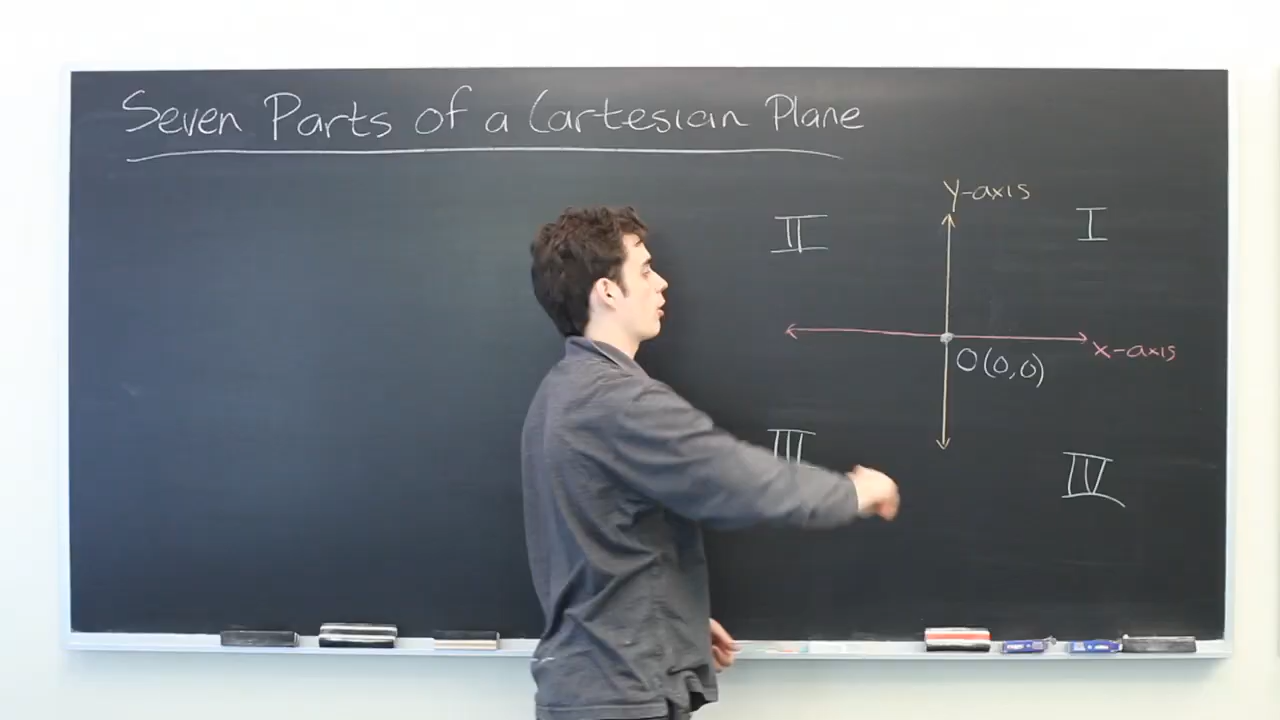 Seven Parts of a Cartesian Plane
y-axis
II
I
x-axis
O(0,0)
III
IV